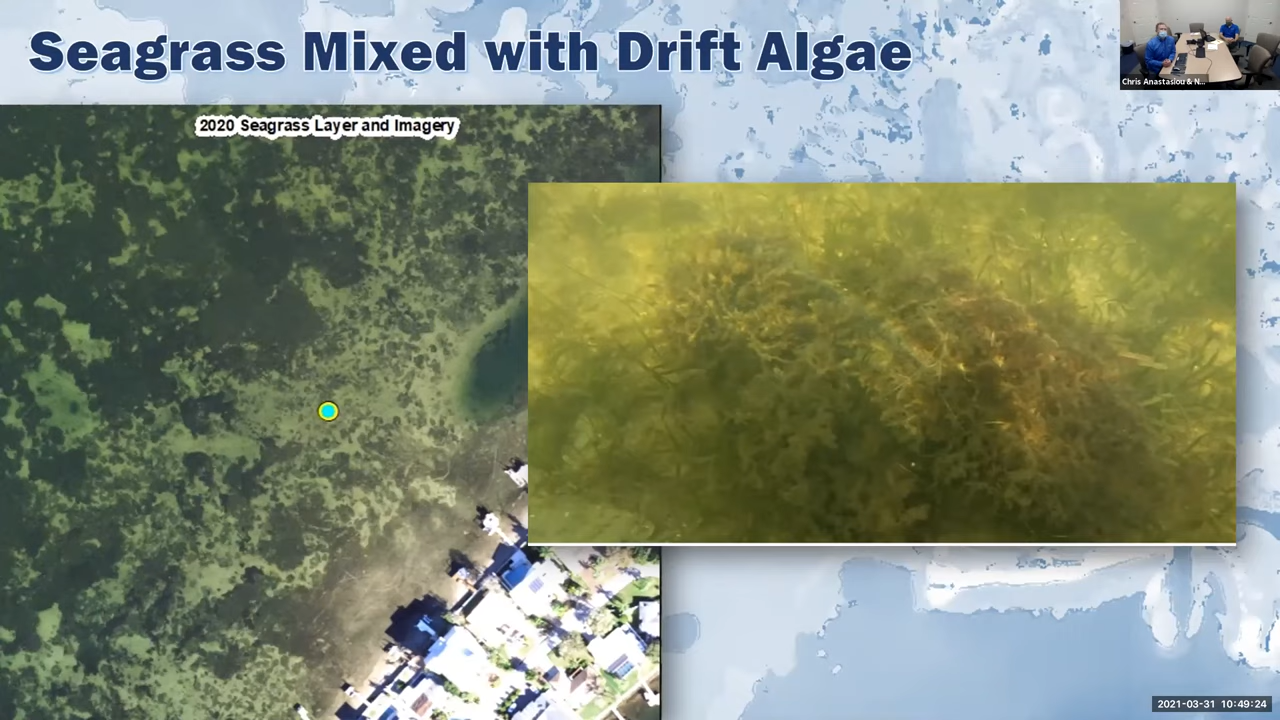 Seagrass Mixed with Drift Algae
Chris Anastasiou & N...
2020 Seagrass Layer and Imagery
2021-03-31 10:49:24